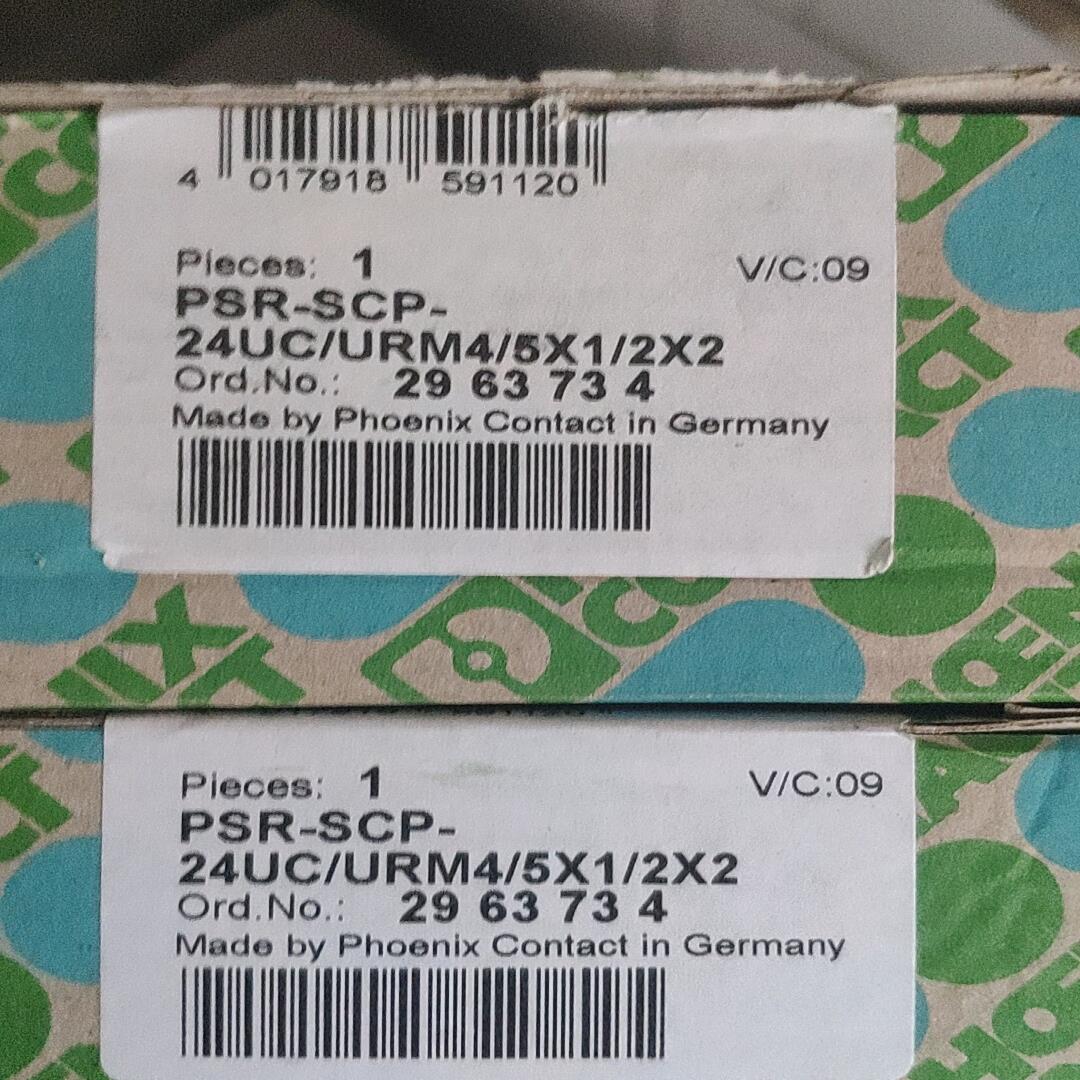 4 017918 591120
Pieces: 1 V/C:09
PSR-SCP-
24UC/URM4/5X1/2X2
Ord.No.: 29 63 73 4
Made by Phoenix Contact in Germany
Pieces: 1 V/C:09
PSR-SCP-
24UC/URM4/5X1/2X2
Ord.No.: 29 63 73 4
Made by Phoenix Contact in Germany